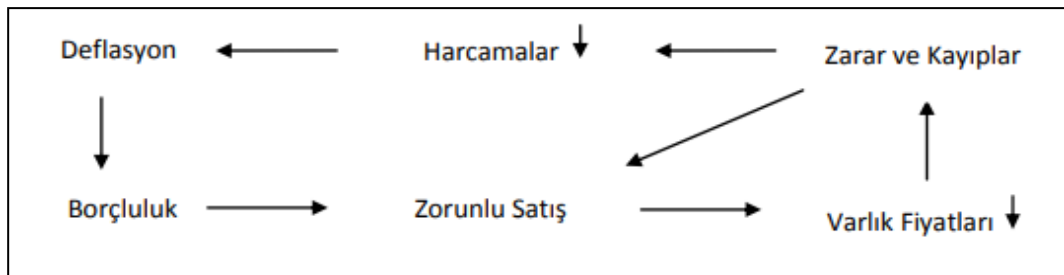 Deflasyon
Harcamalar
Zarar ve Kayıplar
Borçluluk
Zorunlu Satış
Varlık Fiyatları